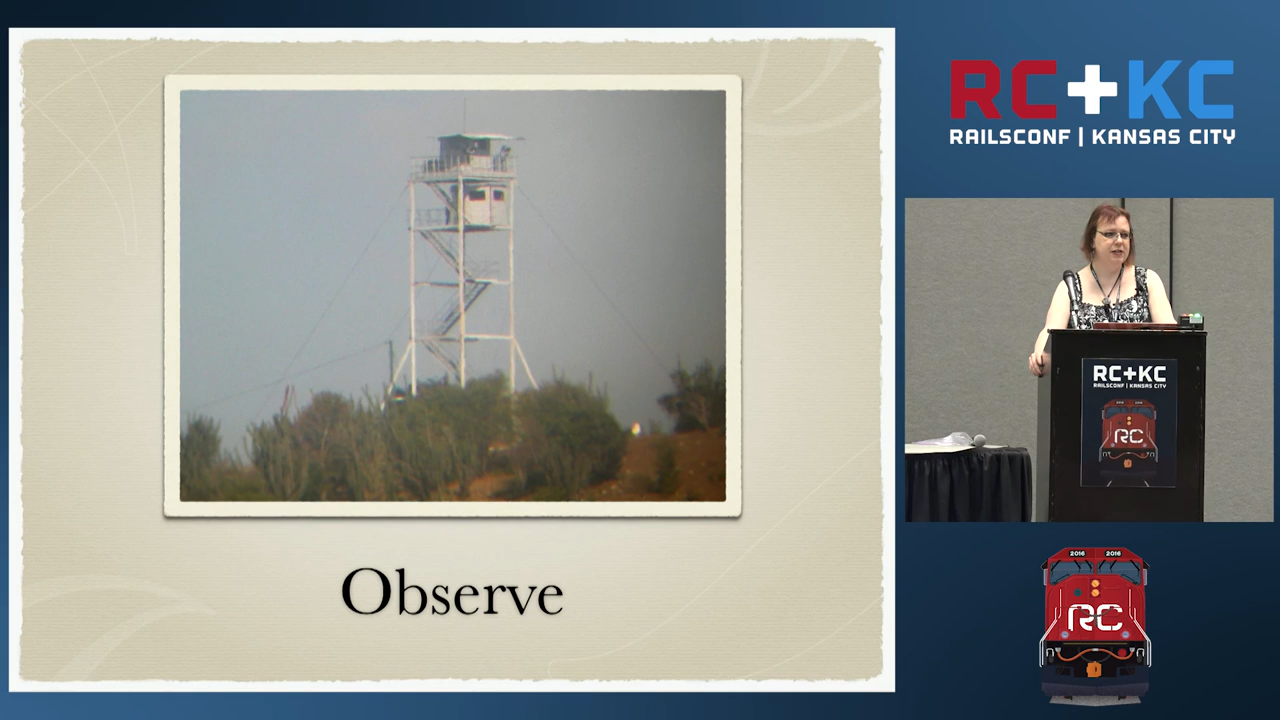 Observe
RC+KC
RAILSCONF | KANSAS CITY
RC+KC
RAILSCONF | KANSAS CITY
RC
2016 2016
RC